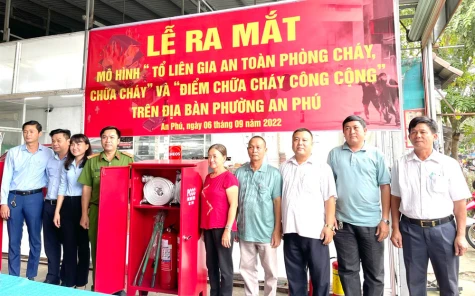 LỄ RA MẮT
MÔ HÌNH “ TỔ LIÊN GIA AN TOÀN PHÒNG CHÁY,
CHỮA CHÁY” VÀ “ĐIỂM CHỮA CHÁY CÔNG CỘNG”
TRÊN ĐỊA BÀN PHƯỜNG AN PHÚ
An Phú, ngày 06 tháng 09 năm 2022